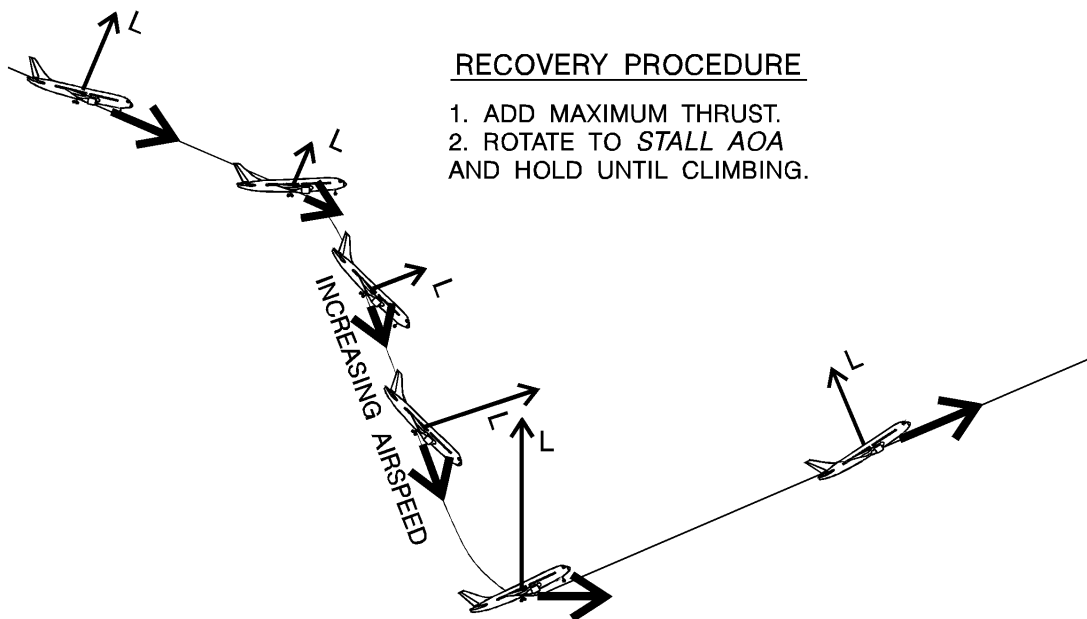 L
RECOVERY PROCEDURE
1. ADD MAXIMUM THRUST.
2. ROTATE TO STALL AOA
AND HOLD UNTIL CLIMBING.
L
L
INCREASING AIRSPEED
L
L
L